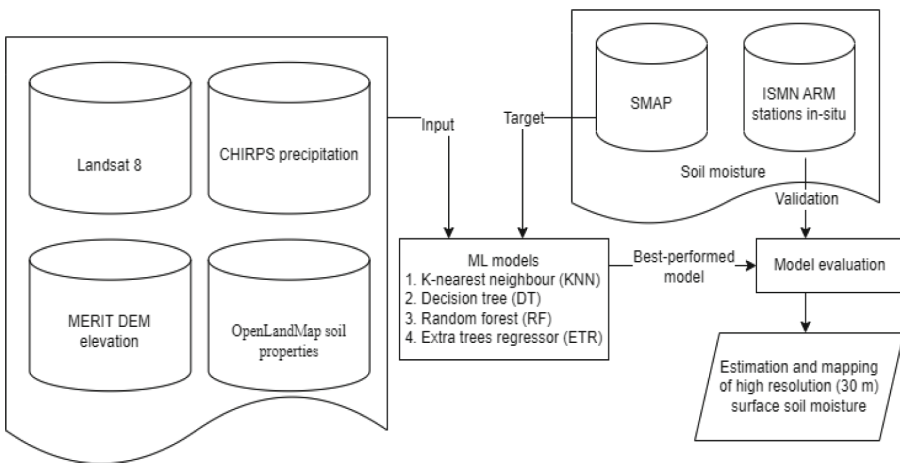 Landsat 8
CHIRPS precipitation
MERIT DEM
elevation
OpenLandMap soil
properties
Input
Target
SMAP
ISMN ARM
stations in-situ
Soil moisture
Validation
ML models
1. K-nearest neighbour (KNN)
2. Decision tree (DT)
3. Random forest (RF)
4. Extra trees regressor (ETR)
Best-performed
model
Model evaluation
Estimation and mapping
of high resolution (30 m)
surface soil moisture